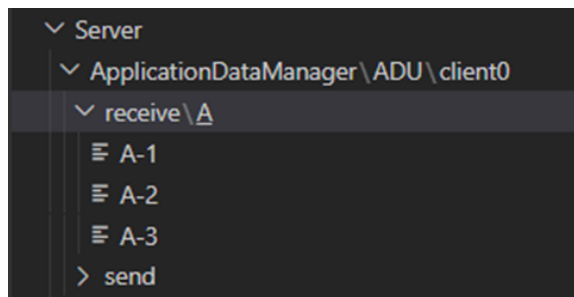 Server
ApplicationDataManager\ADU\client0
receive\A
A-1
A-2
A-3
send